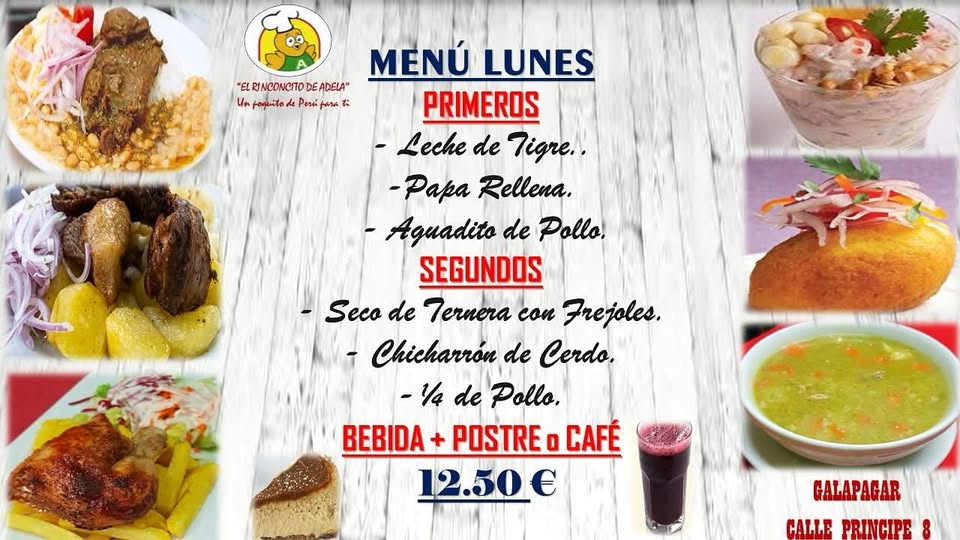 "EL RINCONCITO DE ADELA"
Un poquito de Perú para ti
A
MENÚ LUNES
PRIMEROS
- Leche de Tigre. .
-Papa Rellena.
- Aguadito de Pollo.
SEGUNDOS
- Seco de Ternera con Frejoles.
- Chicharrón de Cerdo.
- ¼ de Pollo.
BEBIDA + POSTRE o CAFÉ
12.50 €
GALAPAGAR
CALLE PRINCIPE 8